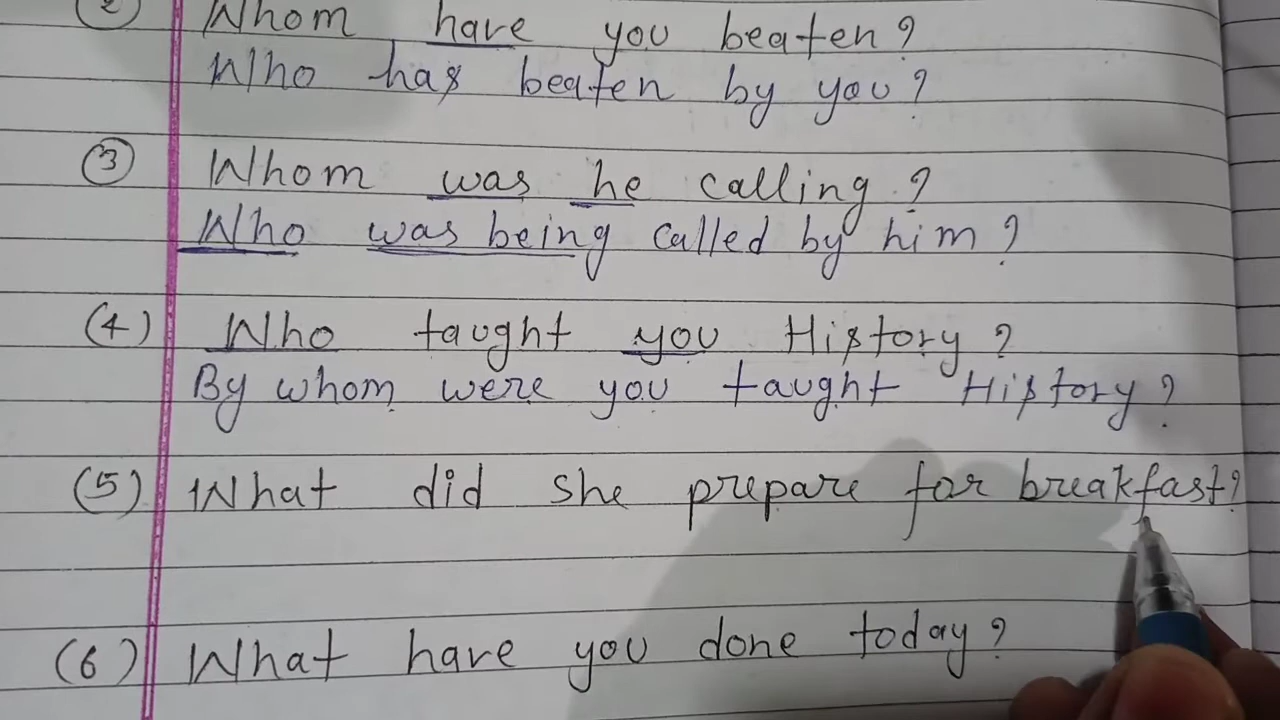 (2) Whom have you beaten?
Who has beaten by you?
(3) Whom was he calling?
Who was being called by him?
(4) Who taught you History?
By whom were you taught History?
(5) What did she prepare for breakfast?
(6) What have you done today?